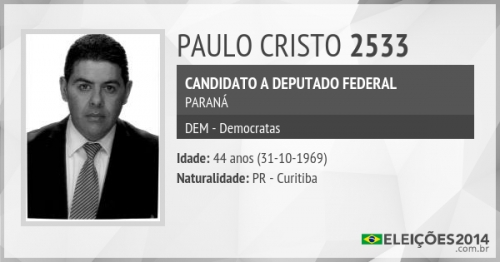 PAULO CRISTO 2533
CANDIDATO A DEPUTADO FEDERAL
PARANÁ
DEM - Democratas
Idade: 44 anos (31-10-1969)
Naturalidade: PR - Curitiba
ELEIÇÕES2014
.com.br